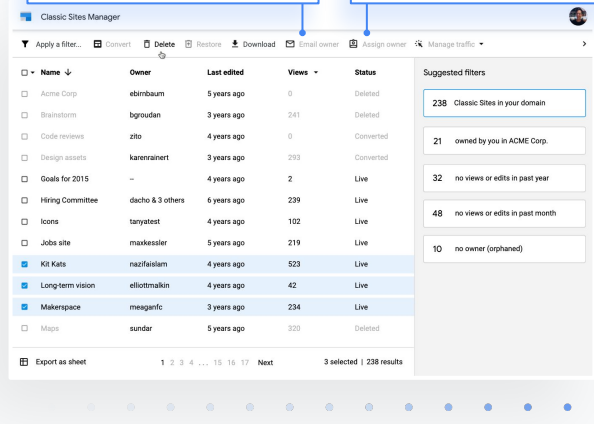 Classic Sites Manager
Apply a filter... Convert Delete Restore Download Email owner Assign owner Manage traffic
Name Owner Last edited Views Status Suggested filters
Acme Corp ebirnbaum 5 years ago 0 Deleted
238 Classic Sites in your domain
Brainstorm bgroudan 3 years ago 241 Deleted
Code reviews zito 4 years ago 0 Converted
21 owned by you in ACME Corp.
Design assets karenrainert 3 years ago 293 Converted
Goals for 2015 – 4 years ago 2 Live
32 no views or edits in past year
Hiring Committee dacho & 3 others 6 years ago 239 Live
48 no views or edits in past month
Icons tanyatest 4 years ago 102 Live
Jobs site maxkessler 5 years ago 219 Live
10 no owner (orphaned)
Kit Kats nazifaislam 4 years ago 523 Live
Long-term vision elliottmalkin 4 years ago 42 Live
Makerspace meaganfc 3 years ago 234 Live
Maps sundar 5 years ago 320 Deleted
Export as sheet 1 2 3 4 ... 15 16 17 Next 3 selected | 238 results